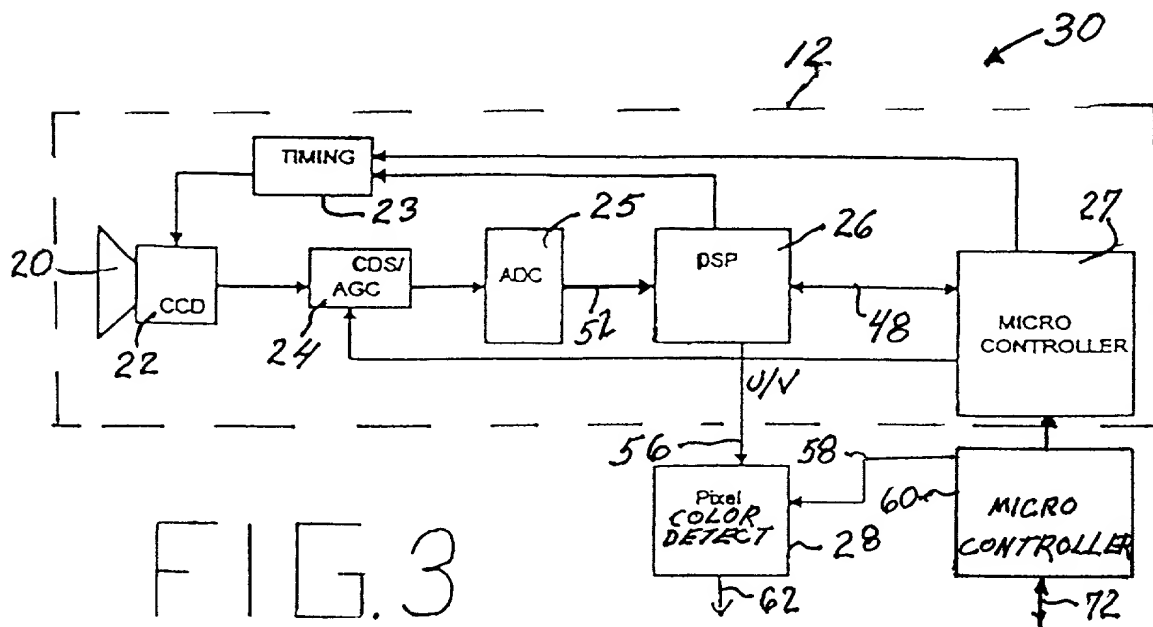 30
12
TIMING
23
25
26
27
20
CCD
22
CDS/
AGC
24
ADC
52
DSP
48
MICRO
CONTROLLER
U/V
56
58
60
Pixel
COLOR
DETECT
28
MICRO
CONTROLLER
62
72
FIG. 3